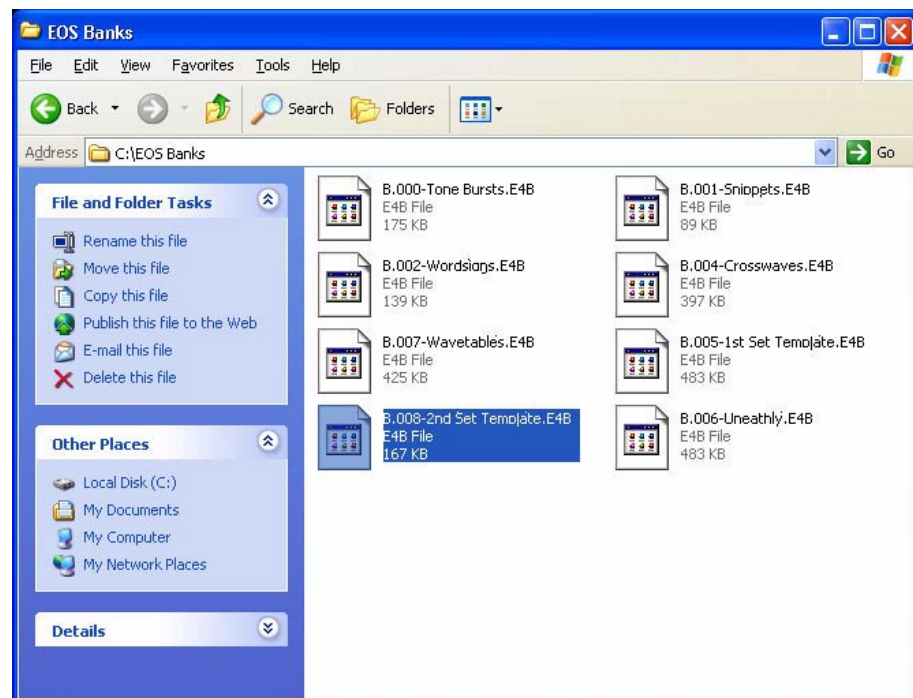 EOS Banks
File Edit View Favorites Tools Help
Back Search Folders
Address C:\EOS Banks Go
File and Folder Tasks
Rename this file
Move this file
Copy this file
Publish this file to the Web
E-mail this file
Delete this file
Other Places
Local Disk (C:)
My Documents
My Computer
My Network Places
Details
B.000-Tone Bursts.E4B
E4B File
175 KB
B.001-Snippets.E4B
E4B File
89 KB
B.002-Wordsigns.E4B
E4B File
139 KB
B.004-Crosswaves.E4B
E4B File
397 KB
B.007-Wavetables.E4B
E4B File
425 KB
B.005-1st Set Template.E4B
E4B File
483 KB
B.008-2nd Set Template.E4B
E4B File
167 KB
B.006-Uneathly.E4B
E4B File
483 KB